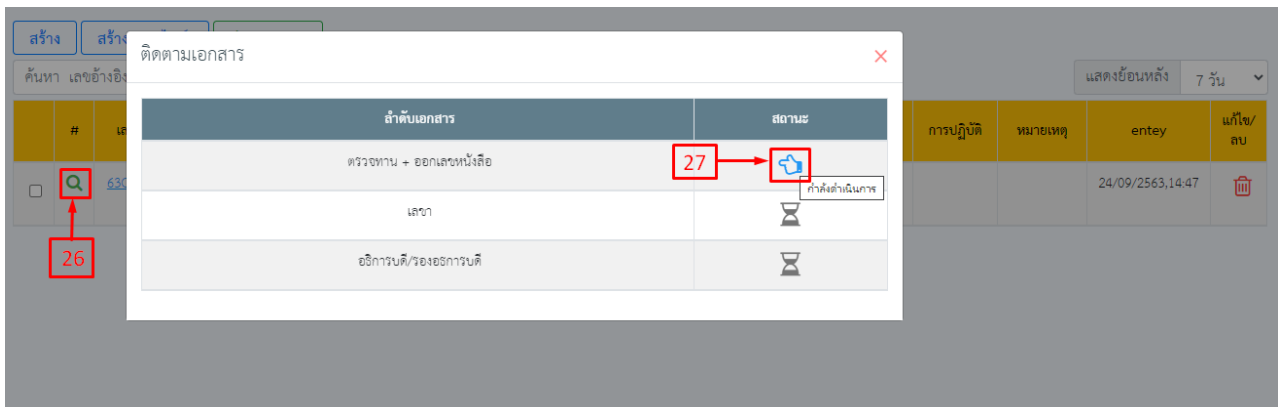 สร้าง
ติดตามเอกสาร
ค้นหา เลขอ้างอิง
แสดงย้อนหลัง 7 วัน
# การปฏิบัติ หมายเหตุ entey แก้ไข/
ลบ
ลำดับเอกสาร สถานะ
ตรวจทาน + ออกเลขหนังสือ
27
กำลังดำเนินการ
24/09/2563,14:47
เลขา
26
อธิการบดี/รองอธการบดี